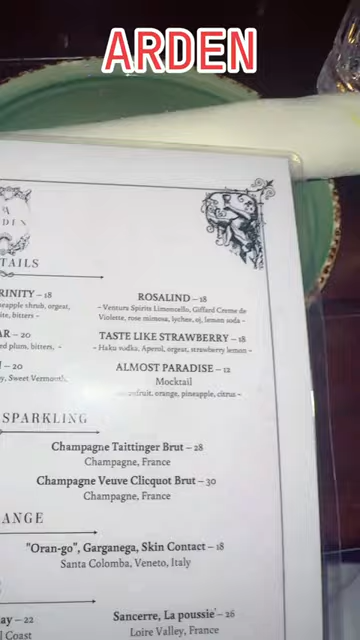 ARDEN
TAILS
RINITY – 18
ROSALIND – 18
shrub, orgeat,
- Ventura Spirits Limoncello, Giffard Creme de
bitters -
Violette, rose mimosa, lychee, oj, lemon soda -
AR – 20
TASTE LIKE STRAWBERRY – 18
plum, bitters, -
- Haku vodka, Aperol, orgeat, strawberry lemon -
– 20
ALMOST PARADISE – 12
Sweet Vermouth,
Mocktail
orange, pineapple, citrus -
SPARKLING
Champagne Taittinger Brut – 28
Champagne, France
Champagne Veuve Clicquot Brut – 30
Champagne, France
ANGE
"Oran-go", Garganega, Skin Contact – 18
Santa Colomba, Veneto, Italy
ay – 22
Sancerre, La poussie – 26
Coast
Loire Valley, France